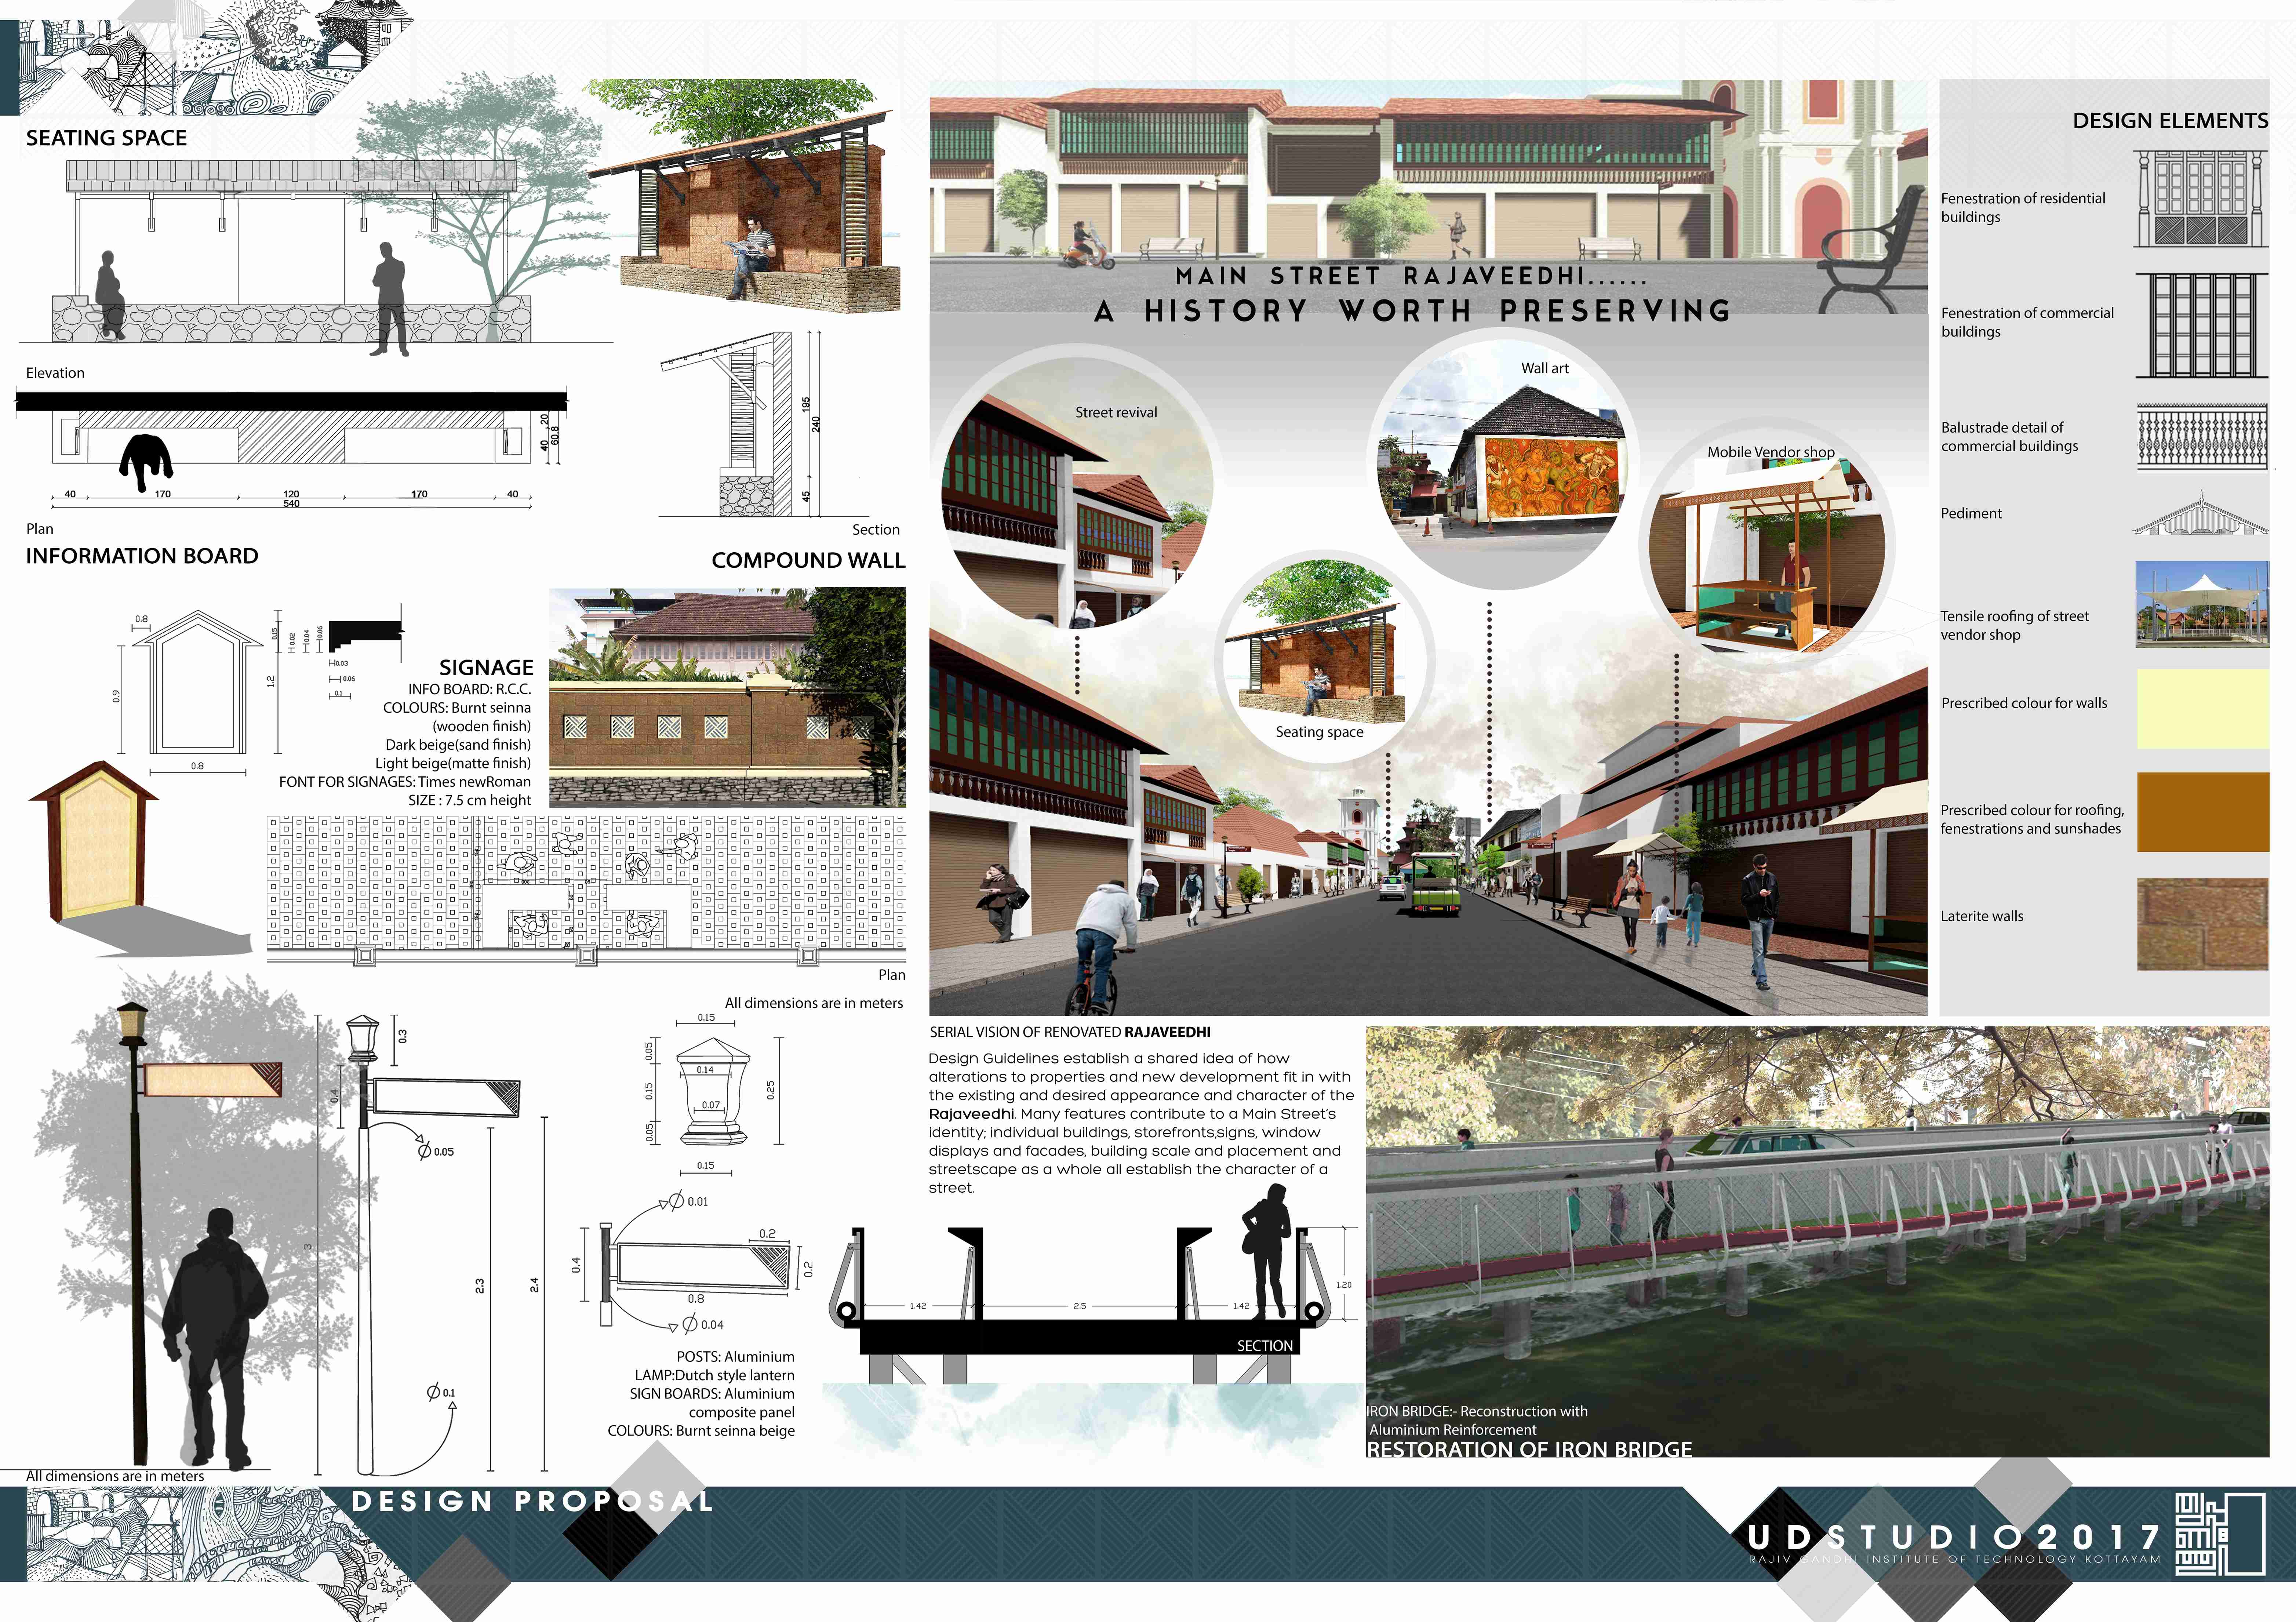 SEATING SPACE
Elevation
195
240
45
20
40
60.8
40
170
120
170
40
540
Plan
Section
INFORMATION BOARD
COMPOUND WALL
0.8
0.15
0.02
0.04
0.06
0.03
0.06
0.1
0.9
1.2
0.8
SIGNAGE
INFO BOARD: R.C.C.
COLOURS: Burnt seinna
(wooden finish)
Dark beige(sand finish)
Light beige(matte finish)
FONT FOR SIGNAGES: Times newRoman
SIZE : 7.5 cm height
Plan
All dimensions are in meters
0.3
0.4
0.05
3
2.3
2.4
0.1
0.15
0.05
0.14
0.15
0.25
0.07
0.05
0.15
0.01
0.2
0.4
0.2
0.8
0.04
POSTS: Aluminium
LAMP:Dutch style lantern
SIGN BOARDS: Aluminium
composite panel
COLOURS: Burnt seinna beige
All dimensions are in meters
MAIN STREET RAJAVEEDHI......
A HISTORY WORTH PRESERVING
Street revival
Wall art
Mobile Vendor shop
Seating space
SERIAL VISION OF RENOVATED RAJAVEEDHI
Design Guidelines establish a shared idea of how
alterations to properties and new development fit in with
the existing and desired appearance and character of the
Rajaveedhi. Many features contribute to a Main Street's
identity; individual buildings, storefronts,signs, window
displays and facades, building scale and placement and
streetscape as a whole all establish the character of a
street.
1.42
2.5
1.42
1.20
SECTION
IRON BRIDGE:- Reconstruction with
Aluminium Reinforcement
RESTORATION OF IRON BRIDGE
DESIGN ELEMENTS
Fenestration of residential
buildings
Fenestration of commercial
buildings
Balustrade detail of
commercial buildings
Pediment
Tensile roofing of street
vendor shop
Prescribed colour for walls
Prescribed colour for roofing,
fenestrations and sunshades
Laterite walls
DESIGN PROPOSAL
UDSTUDIO2017
RAJIV GANDHI INSTITUTE OF TECHNOLOGY KOTTAYAM